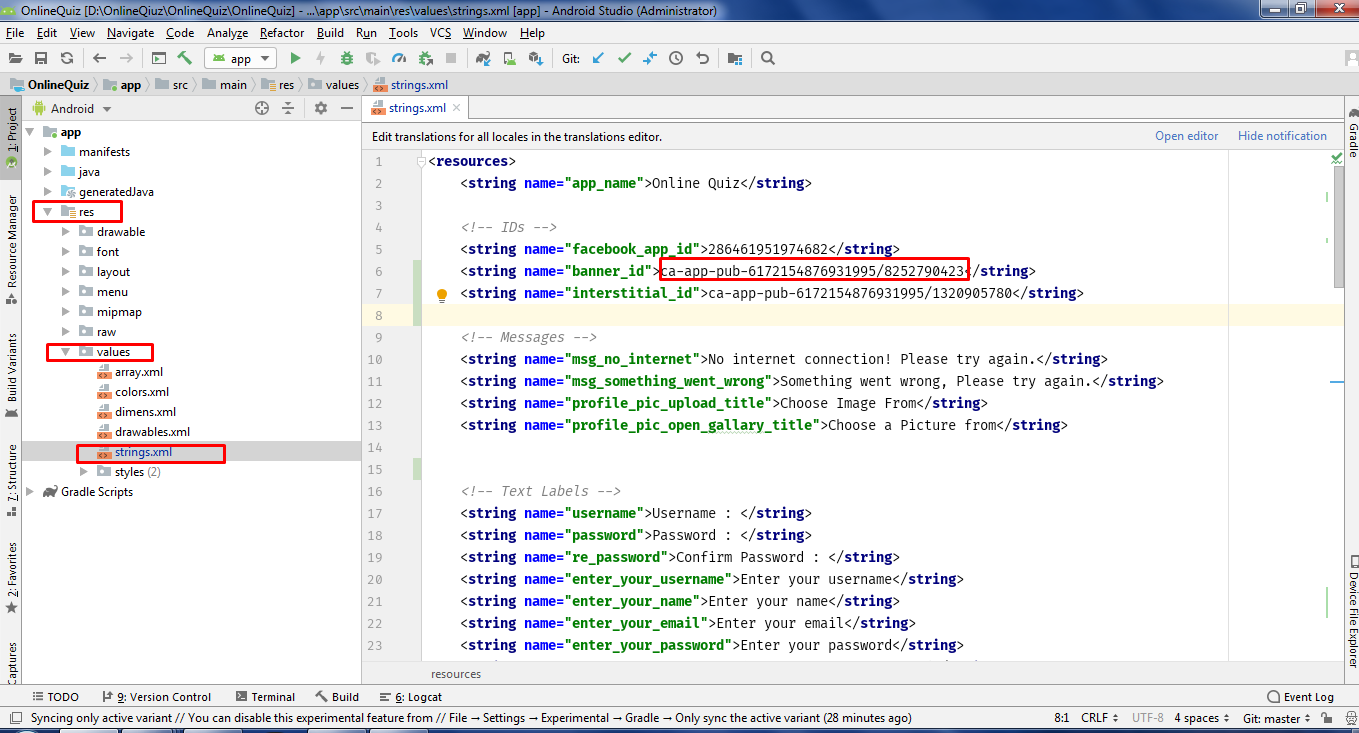 OnlineQuiz [D:\OnlineQiuz\OnlineQuiz\OnlineQuiz] - ...\app\src\main\res\values\strings.xml [app] - Android Studio (Administrator)
File Edit View Navigate Code Analyze Refactor Build Run Tools VCS Window Help
app Git:
OnlineQuiz app src main res values strings.xml
1: Project
Resource Manager
Build Variants
7: Structure
2: Favorites
Captures
Android
app
manifests
java
generatedJava
res
drawable
font
layout
menu
mipmap
raw
values
array.xml
colors.xml
dimens.xml
drawables.xml
strings.xml
styles (2)
Gradle Scripts
strings.xml
Edit translations for all locales in the translations editor. Open editor Hide notification
1 <resources>
2 <string name="app_name">Online Quiz</string>
3
4 <!-- IDs -->
5 <string name="facebook_app_id">286461951974682</string>
6 <string name="banner_id">ca-app-pub-6172154876931995/8252790423</string>
7 <string name="interstitial_id">ca-app-pub-6172154876931995/1320905780</string>
8
9 <!-- Messages -->
10 <string name="msg_no_internet">No internet connection! Please try again.</string>
11 <string name="msg_something_went_wrong">Something went wrong, Please try again.</string>
12 <string name="profile_pic_upload_title">Choose Image From</string>
13 <string name="profile_pic_open_gallary_title">Choose a Picture from</string>
14
15
16 <!-- Text Labels -->
17 <string name="username">Username : </string>
18 <string name="password">Password : </string>
19 <string name="re_password">Confirm Password : </string>
20 <string name="enter_your_username">Enter your username</string>
21 <string name="enter_your_name">Enter your name</string>
22 <string name="enter_your_email">Enter your email</string>
23 <string name="enter_your_password">Enter your password</string>
resources
Gradle
Device File Explorer
TODO 9: Version Control Terminal Build 6: Logcat Event Log
Syncing only active variant // You can disable this experimental feature from // File → Settings → Experimental → Gradle → Only sync the active variant (28 minutes ago) 8:1 CRLF UTF-8 4 spaces Git: master